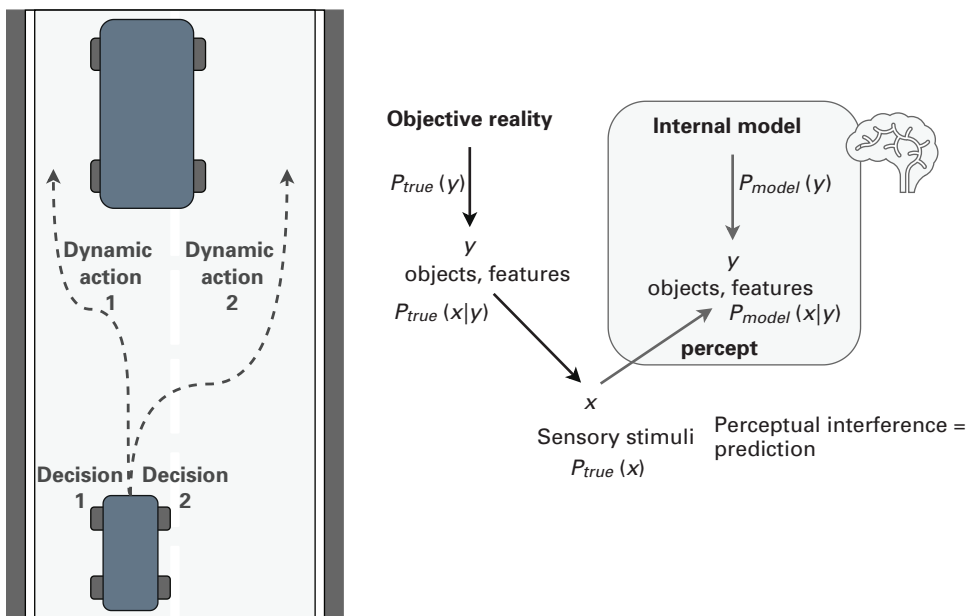 Dynamic
action
1
Dynamic
action
2
Decision
1
Decision
2
Objective reality
P_true (y)
y
objects, features
P_true (x|y)
x
Sensory stimuli
P_true (x)
Internal model
P_model (y)
y
objects, features
P_model (x|y)
percept
Perceptual interference =
prediction